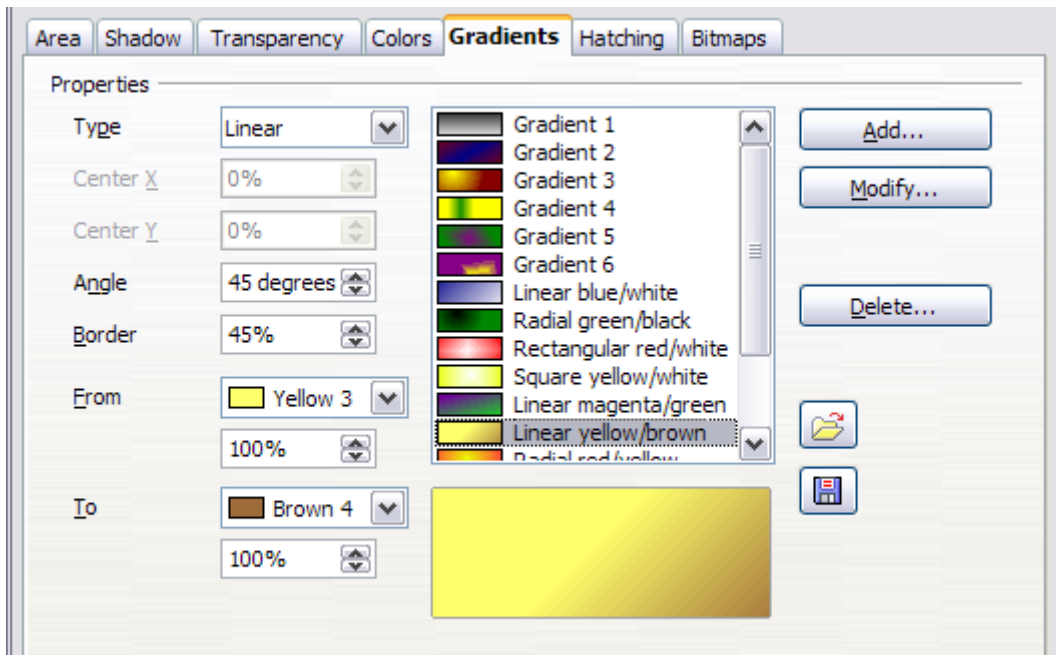 Area Shadow Transparency Colors Gradients Hatching Bitmaps
Properties
Type Linear
Center X 0%
Center Y 0%
Angle 45 degrees
Border 45%
From Yellow 3
100%
To Brown 4
100%
Gradient 1
Gradient 2
Gradient 3
Gradient 4
Gradient 5
Gradient 6
Linear blue/white
Radial green/black
Rectangular red/white
Square yellow/white
Linear magenta/green
Linear yellow/brown
Radial red/yellow
Add...
Modify...
Delete...